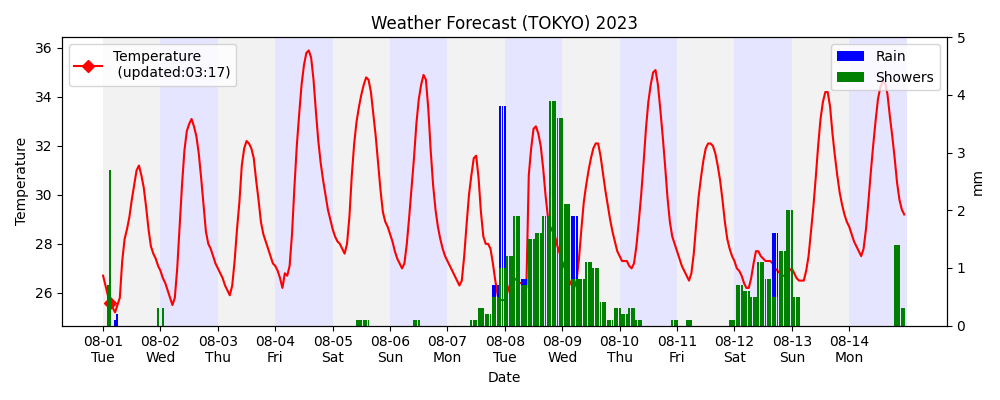 Weather Forecast (TOKYO) 2023
Temperature
(updated:03:17)
Rain
Showers
36
34
32
30
28
26
Temperature
5
4
3
2
1
0
mm
08-01 08-02 08-03 08-04 08-05 08-06 08-07 08-08 08-09 08-10 08-11 08-12 08-13 08-14
Tue Wed Thu Fri Sat Sun Mon Tue Wed Thu Fri Sat Sun Mon
Date